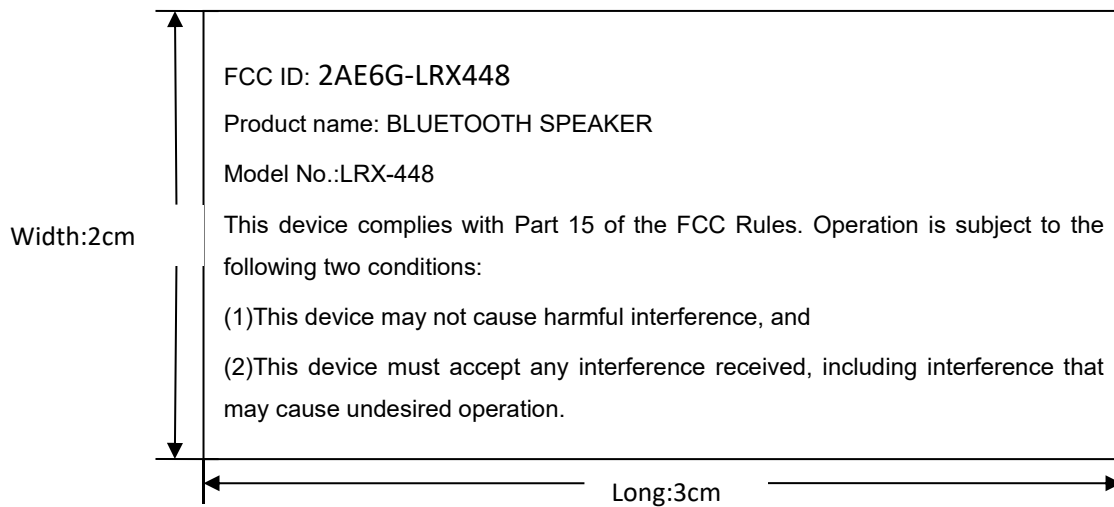 FCC ID: 2AE6G-LRX448
Product name: BLUETOOTH SPEAKER
Model No.:LRX-448
This device complies with Part 15 of the FCC Rules. Operation is subject to the
following two conditions:
(1)This device may not cause harmful interference, and
(2)This device must accept any interference received, including interference that
may cause undesired operation.
Width:2cm
Long:3cm